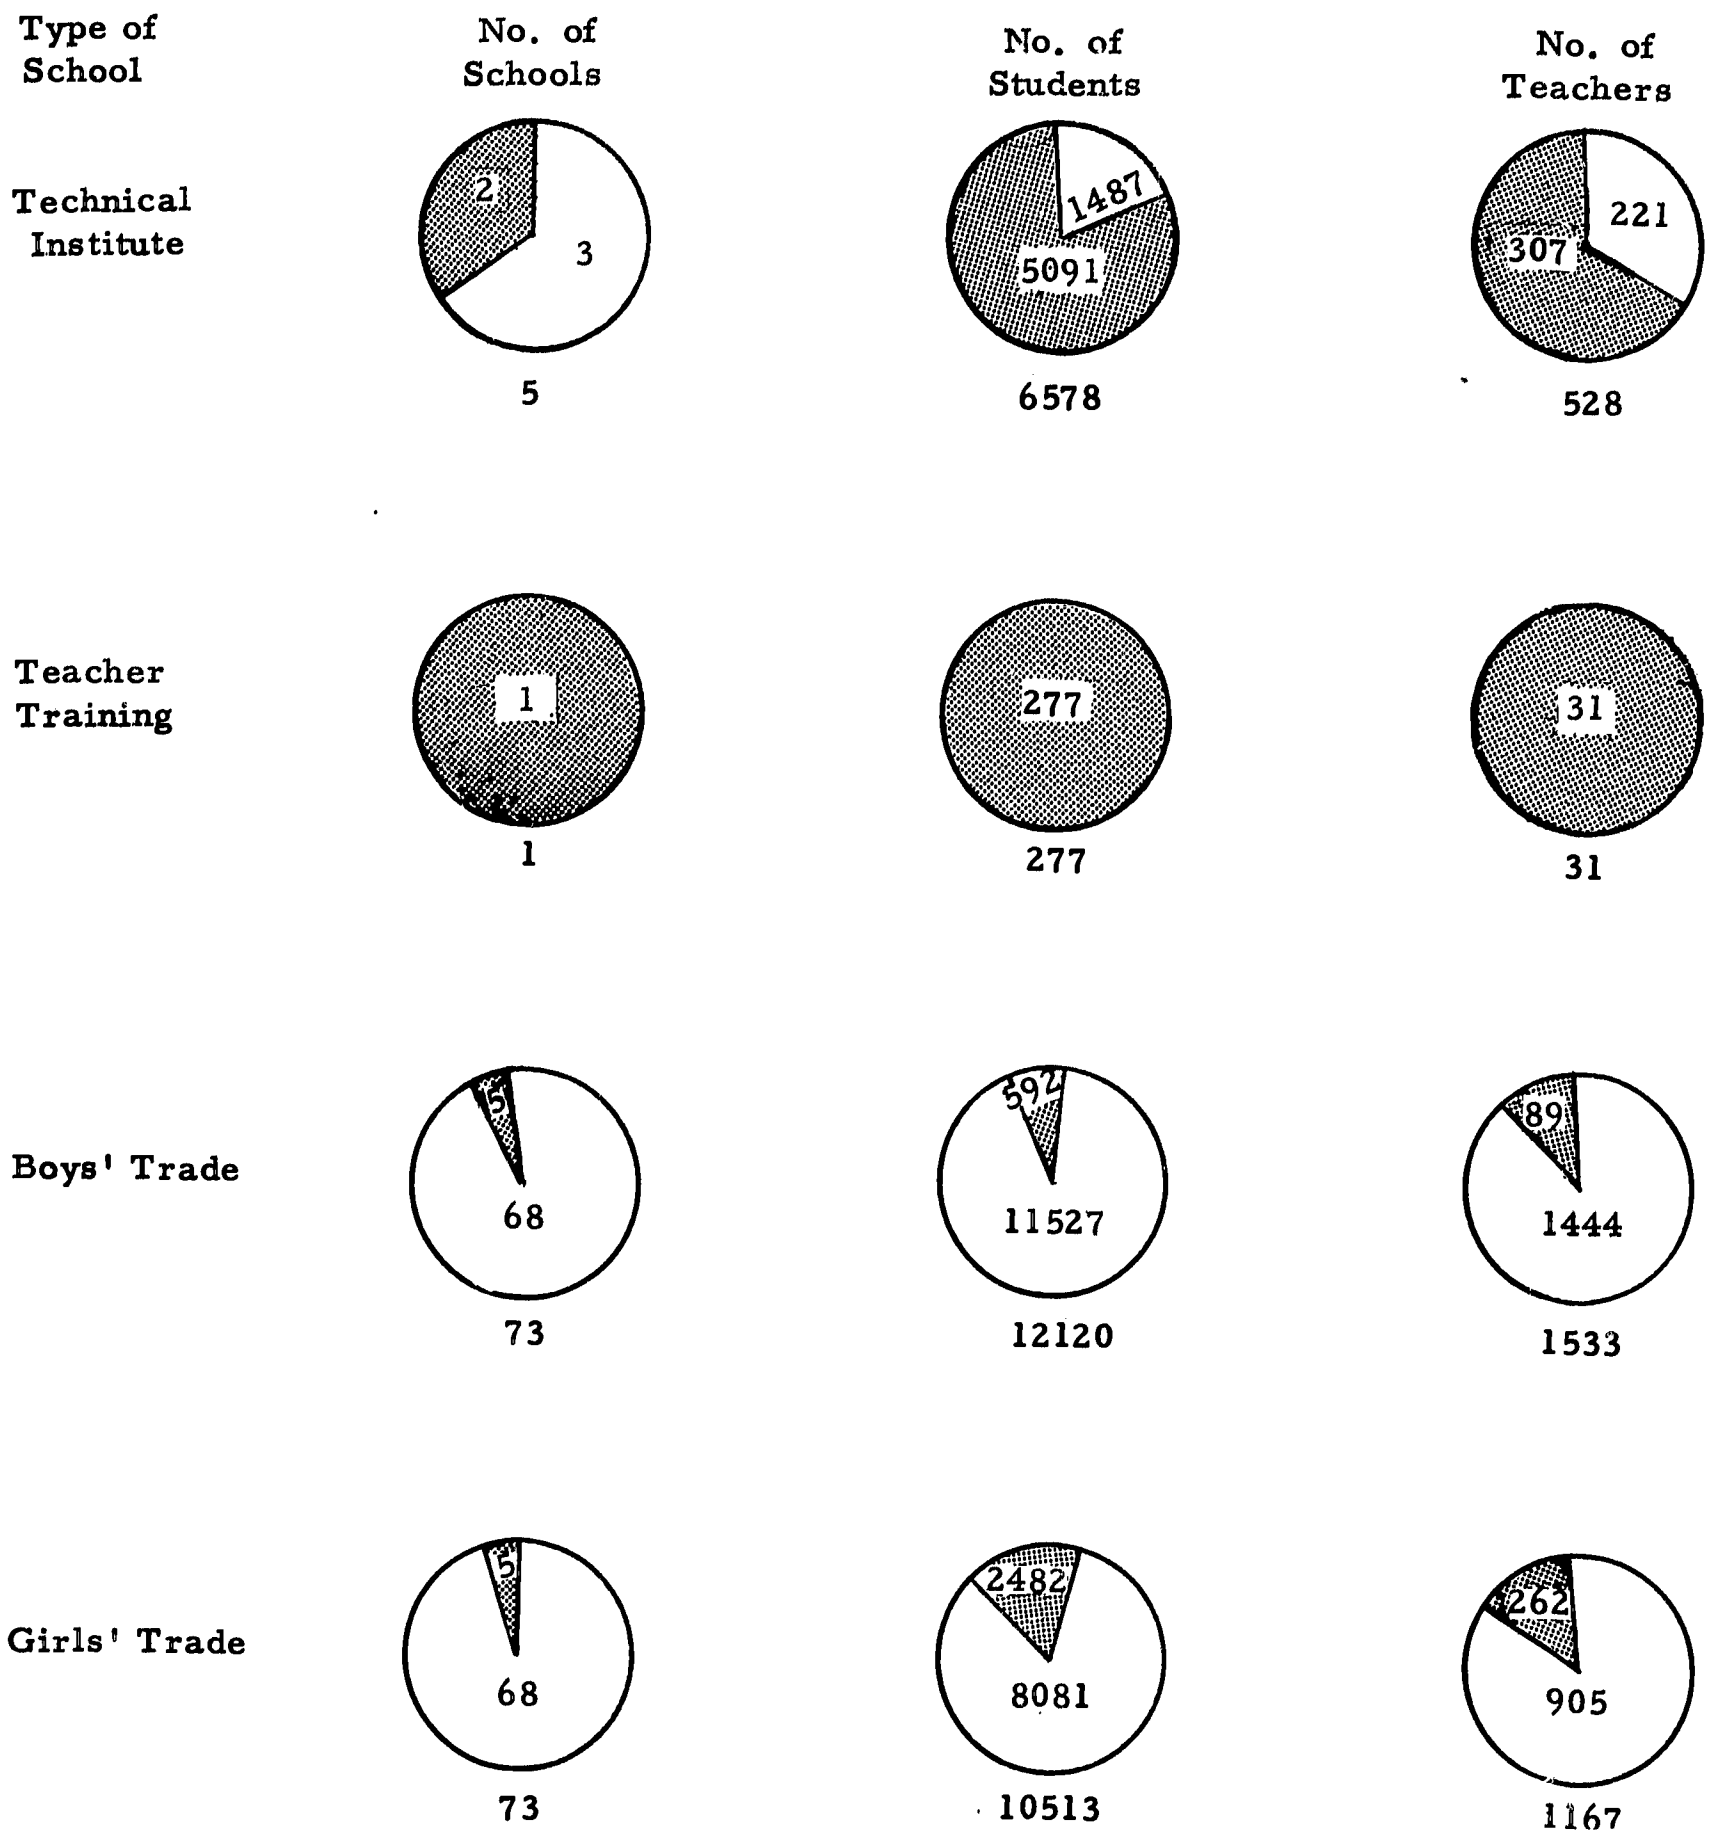 Type of
School
No. of
Schools
No. of
Students
No. of
Teachers
Technical
Institute
2
3
5
1487
5091
6578
221
307
528
Teacher
Training
1
1
277
277
31
31
Boys' Trade
5
68
73
592
11527
12120
89
1444
1533
Girls' Trade
5
68
73
2482
8081
10513
262
905
1167